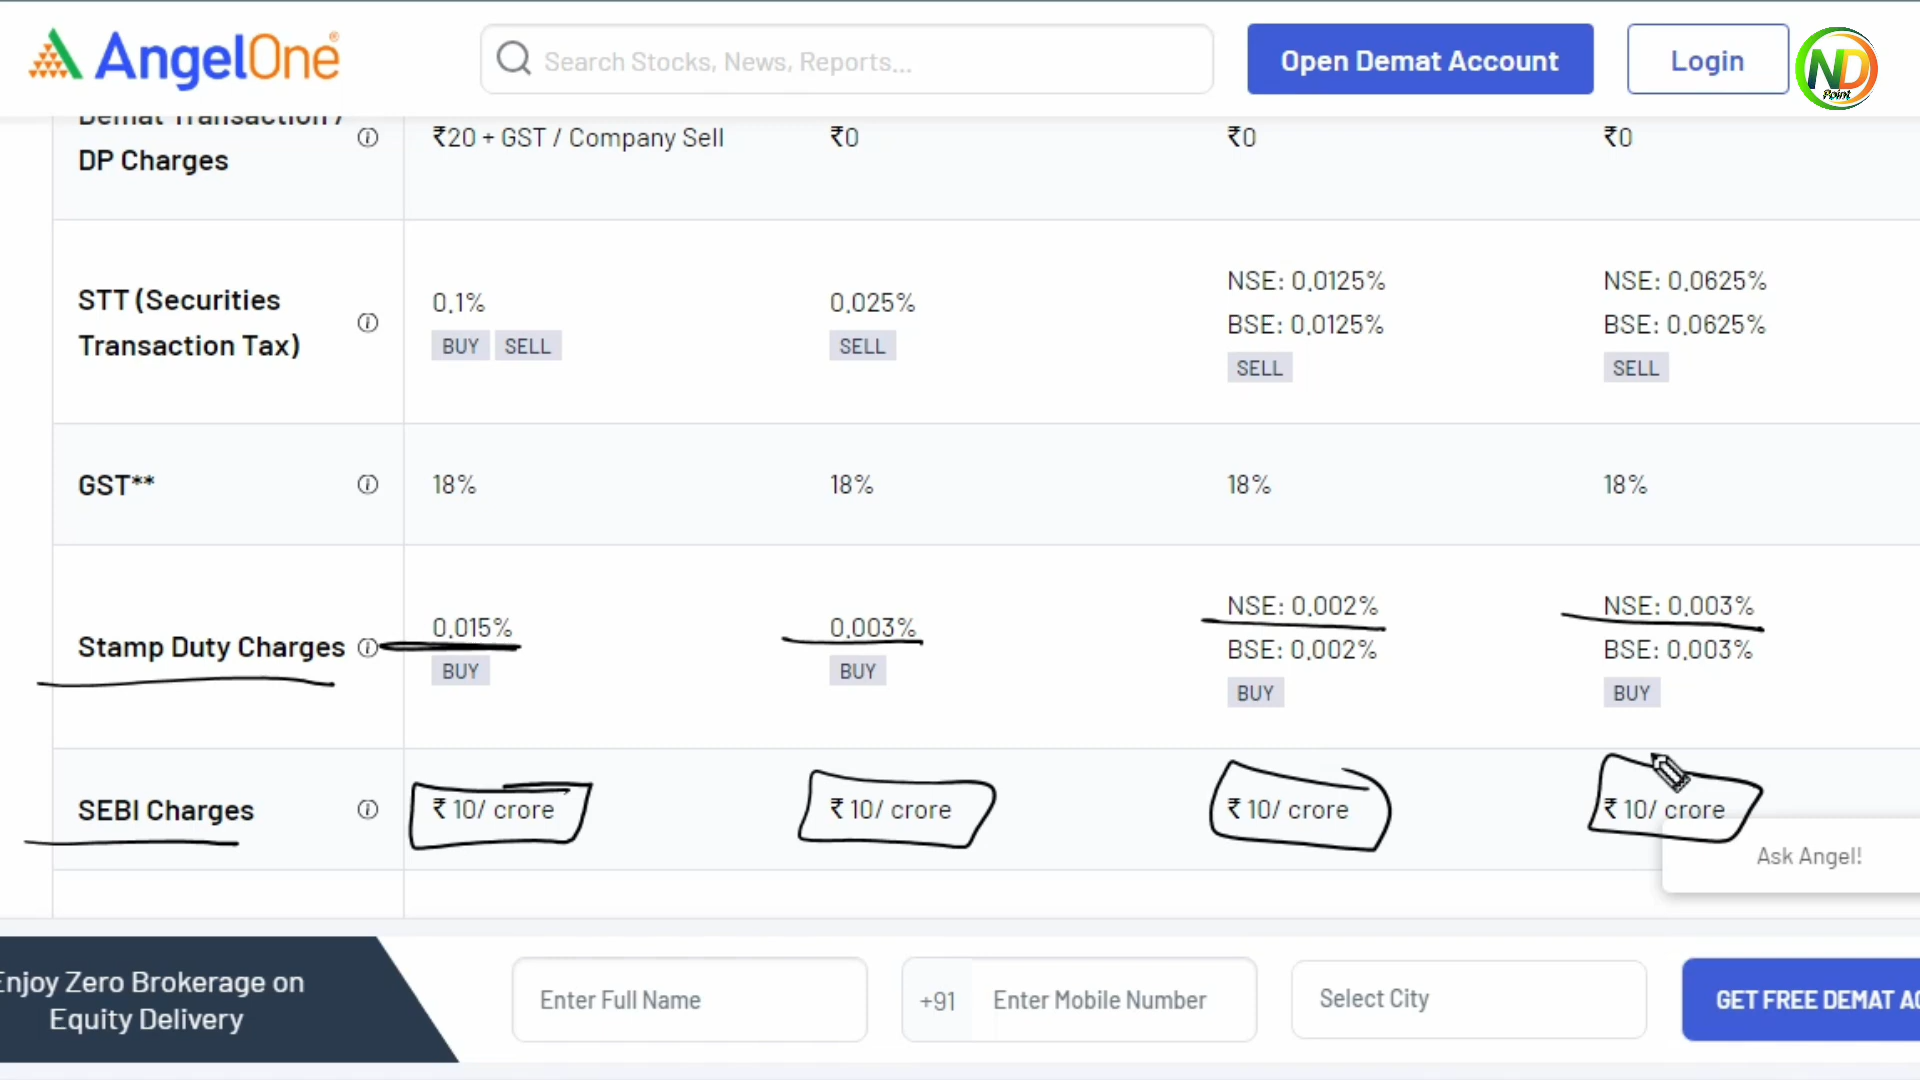 AngelOne
Search Stocks, News, Reports...
Open Demat Account
Login
ND
Point
Demat Transaction /
DP Charges
₹20 + GST / Company Sell
₹0
₹0
₹0
STT (Securities
Transaction Tax)
0.1%
BUY SELL
0.025%
SELL
NSE: 0.0125%
BSE: 0.0125%
SELL
NSE: 0.0625%
BSE: 0.0625%
SELL
GST**
18%
18%
18%
18%
Stamp Duty Charges
0.015%
BUY
0.003%
BUY
NSE: 0.002%
BSE: 0.002%
BUY
NSE: 0.003%
BSE: 0.003%
BUY
SEBI Charges
₹ 10/ crore
₹ 10/ crore
₹ 10/ crore
₹ 10/ crore
Ask Angel!
Enjoy Zero Brokerage on
Equity Delivery
Enter Full Name
+91 Enter Mobile Number
Select City
GET FREE DEMAT AC